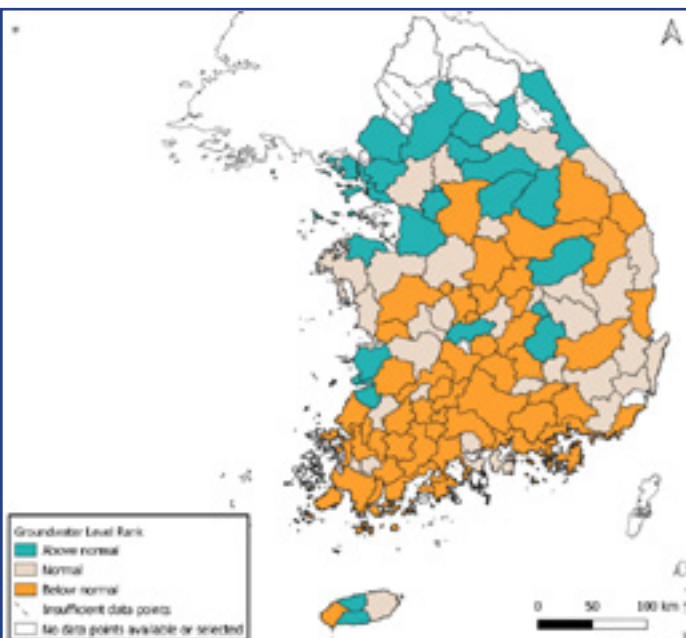 Groundwater Level Rank
Above normal
Normal
Below normal
Insufficient data points
No data points available or selected
0 50 100 km